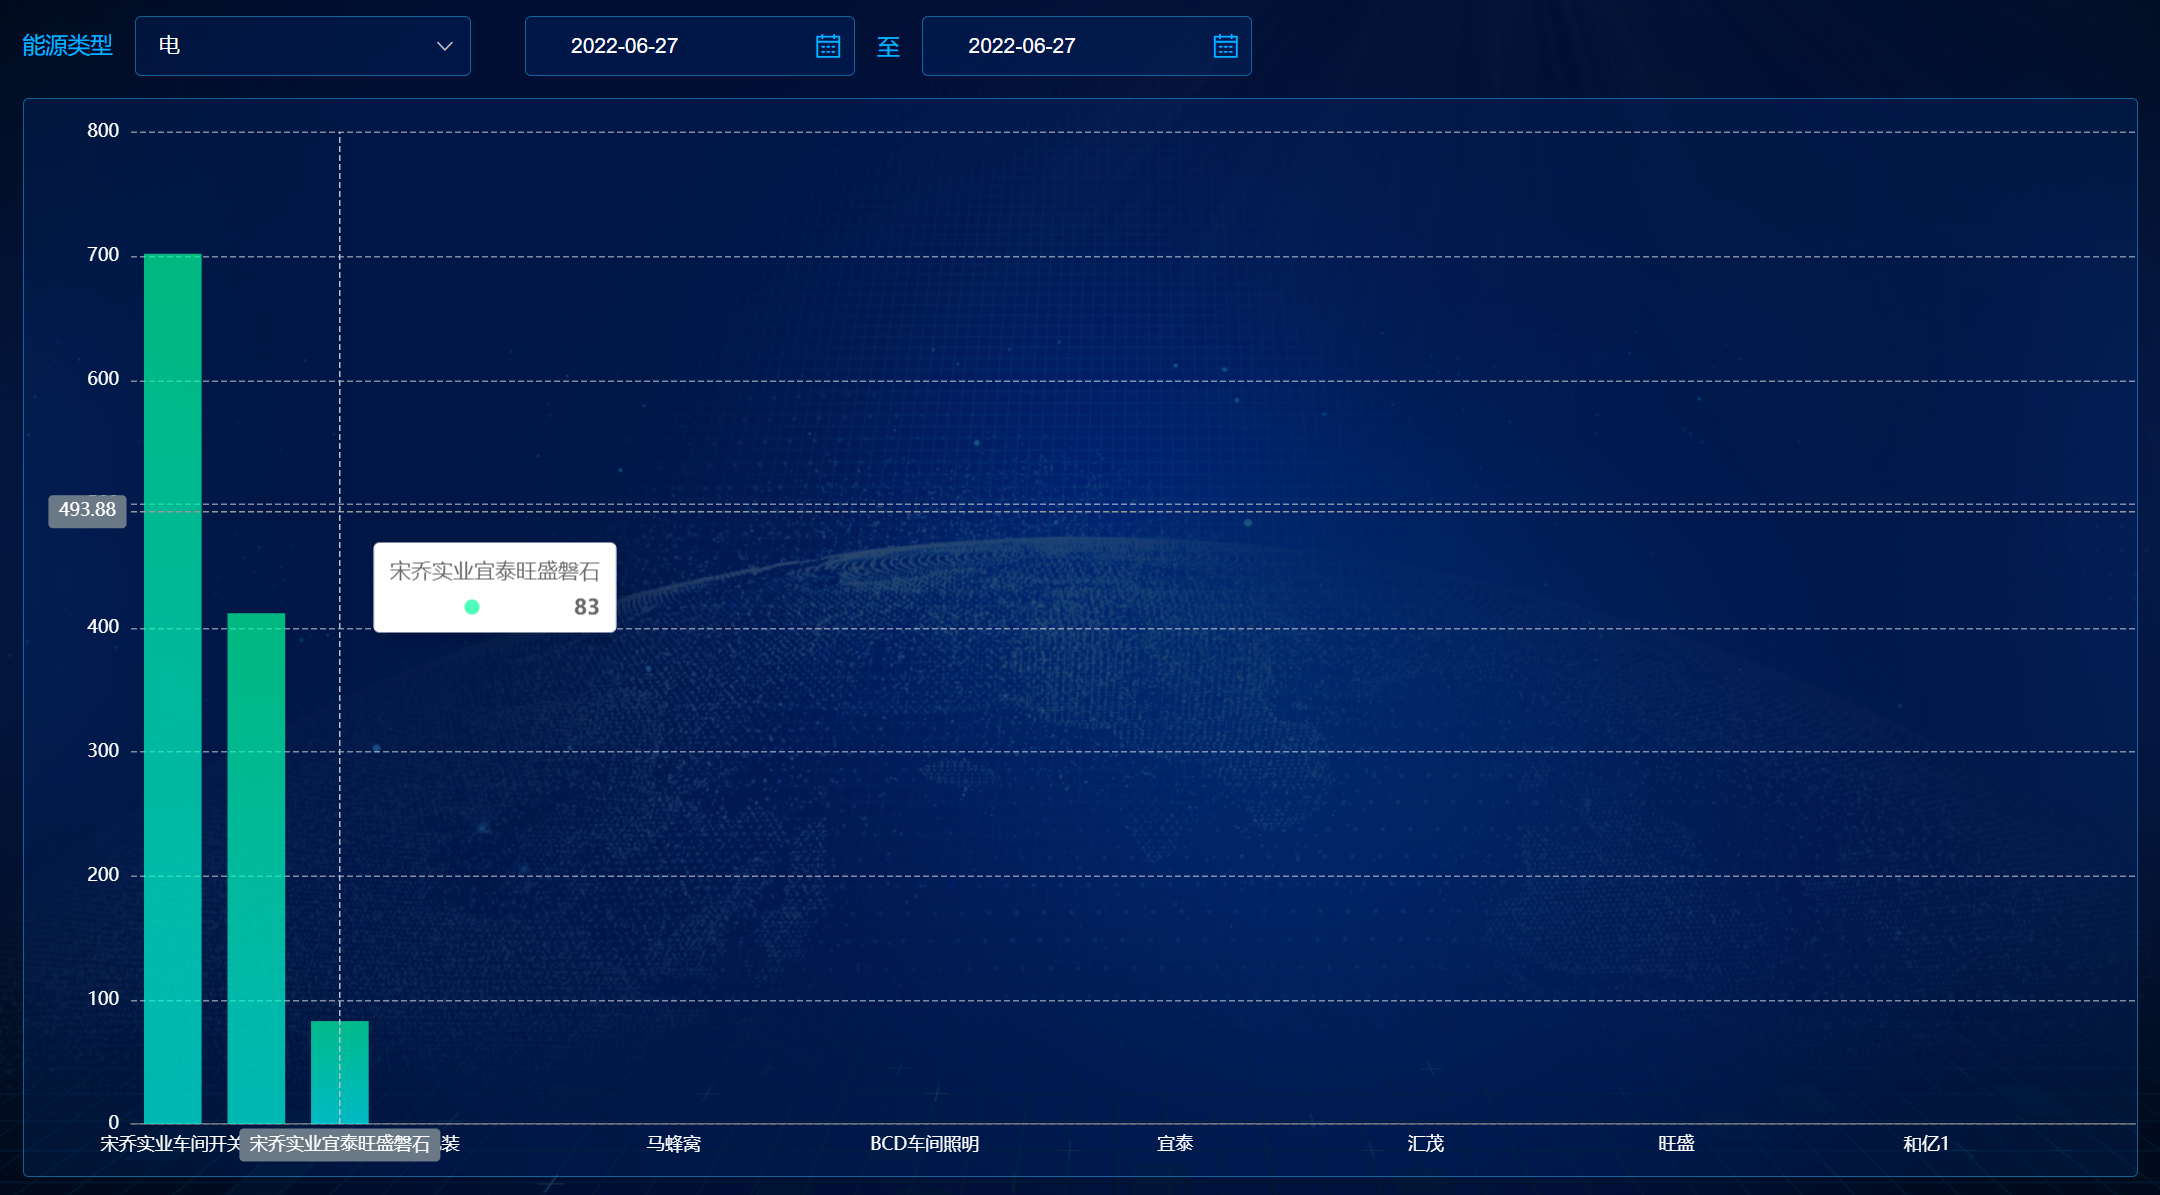 能源类型
电
2022-06-27
至
2022-06-27
800
700
600
493.88
400
300
200
100
0
宋乔实业宜泰旺盛磐石
83
宋乔实业车间开关
宋乔实业宜泰旺盛磐石
装
马蜂窝
BCD车间照明
宜泰
汇茂
旺盛
和亿1